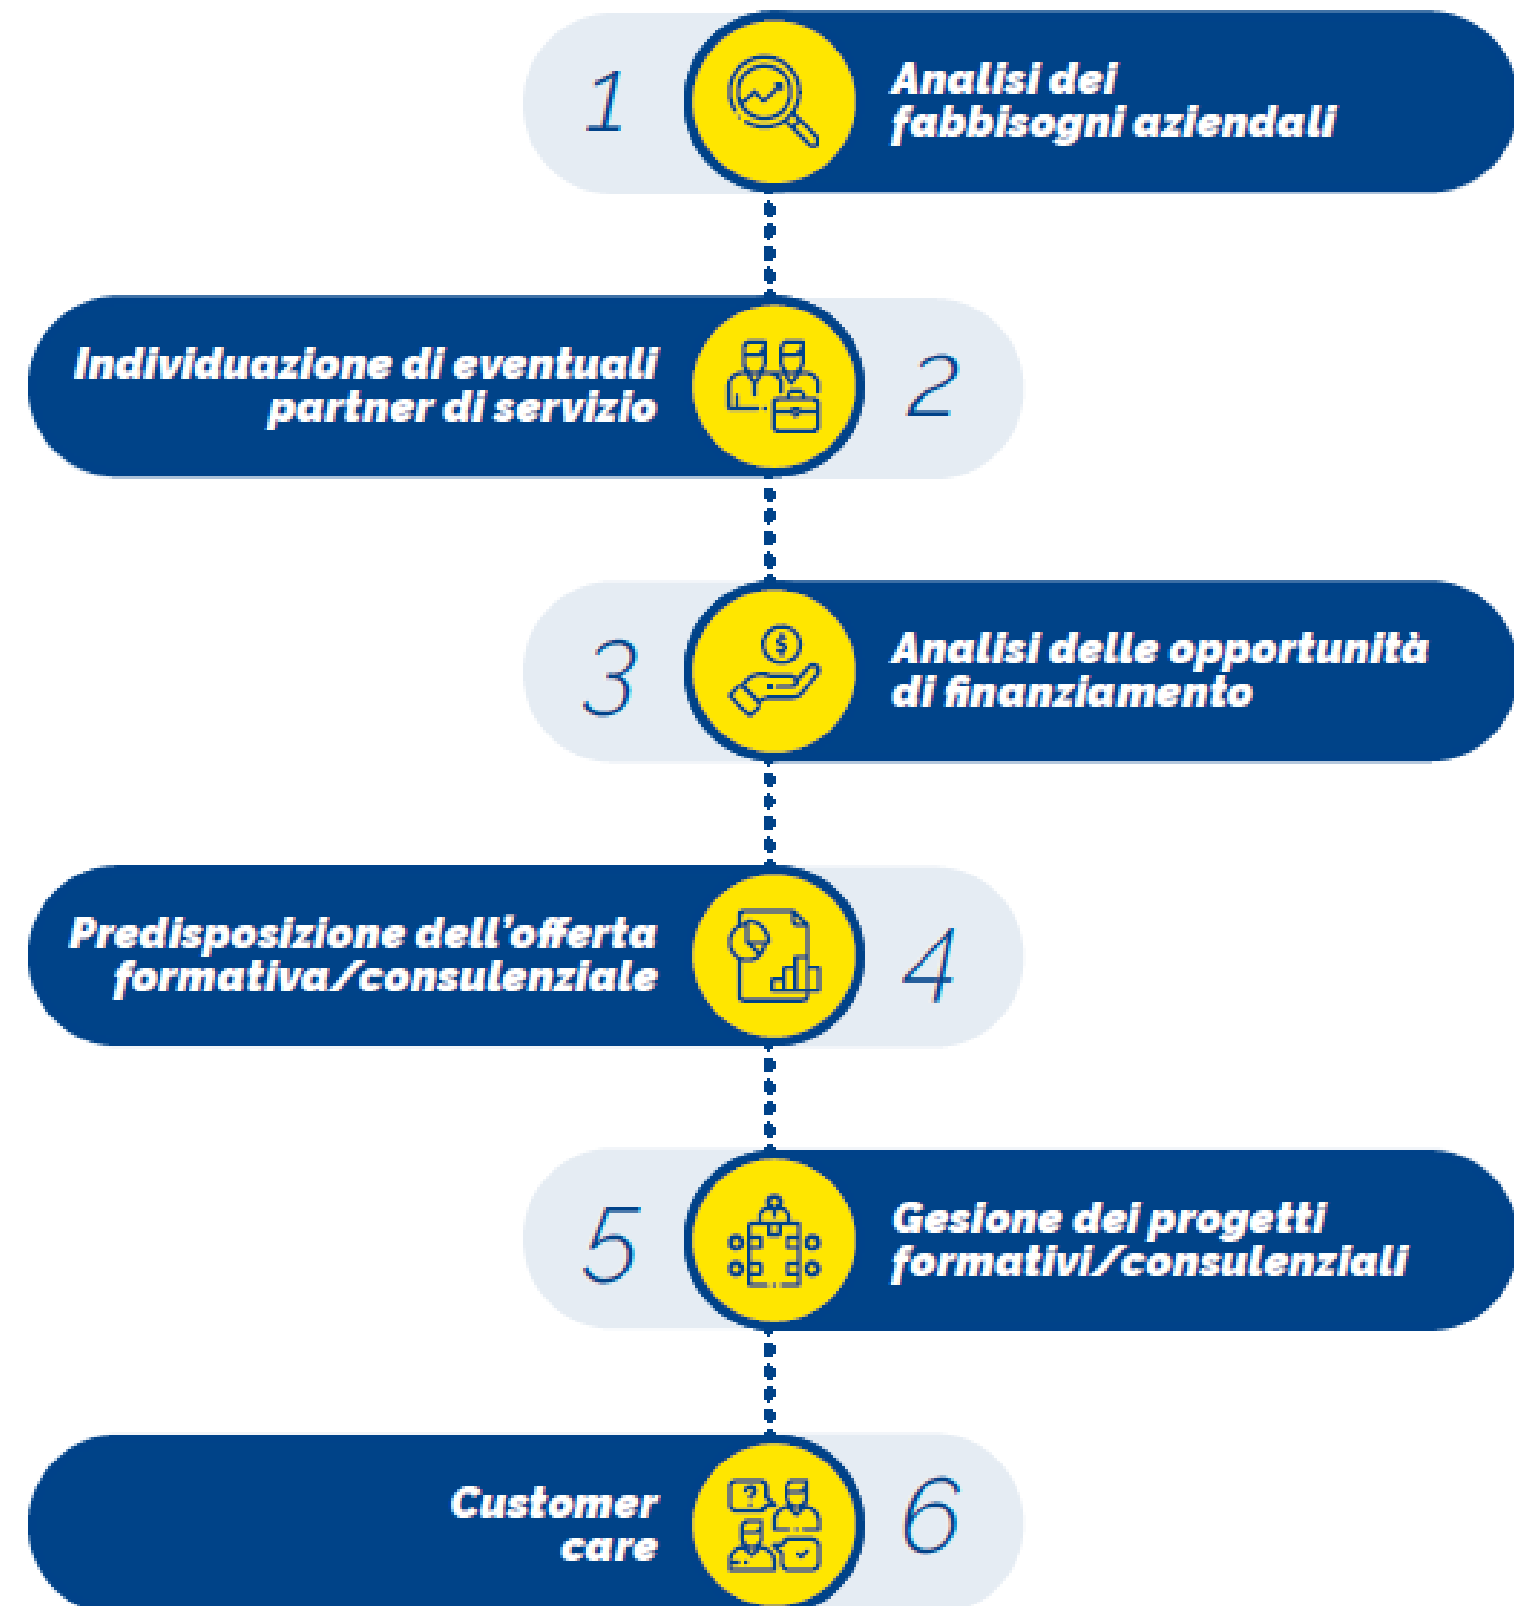 1
Analisi dei
fabbisogni aziendali
Individuazione di eventuali
partner di servizio
2
3
$
Analisi delle opportunità
di finanziamento
Predisposizione dell'offerta
formativa/consulenziale
4
5
Gesione dei progetti
formativi/consulenziali
Customer
care
?
6